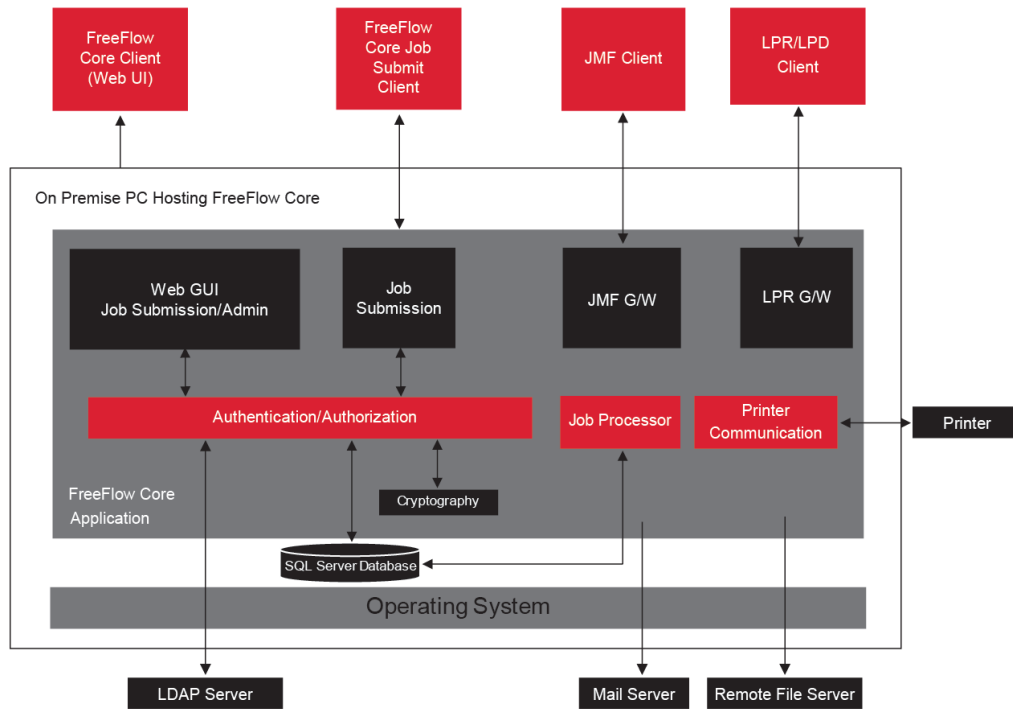 FreeFlow
Core Client
(Web UI)
FreeFlow
Core Job
Submit
Client
JMF Client
LPR/LPD
Client
On Premise PC Hosting FreeFlow Core
Web GUI
Job Submission/Admin
Job
Submission
JMF G/W
LPR G/W
Authentication/Authorization
Job Processor
Printer
Communication
Printer
Cryptography
FreeFlow Core
Application
SQL Server Database
Operating System
LDAP Server
Mail Server
Remote File Server